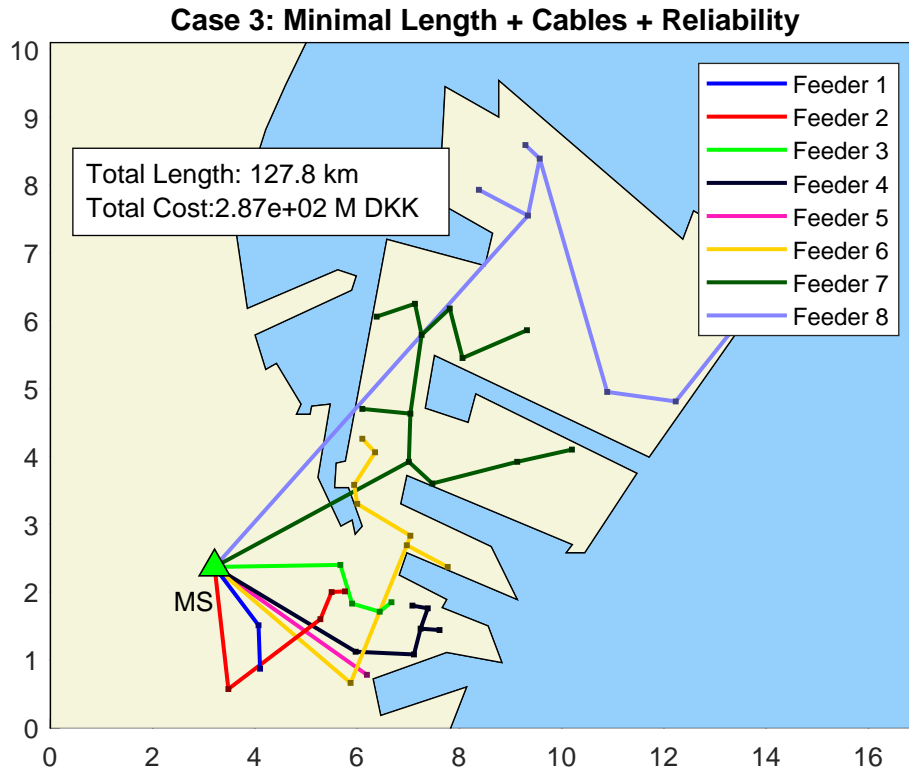 Case 3: Minimal Length + Cables + Reliability
10
9
8
7
6
5
4
3
2
1
0
Total Length: 127.8 km
Total Cost:2.87e+02 M DKK
Feeder 1
Feeder 2
Feeder 3
Feeder 4
Feeder 5
Feeder 6
Feeder 7
Feeder 8
MS
0 2 4 6 8 10 12 14 16